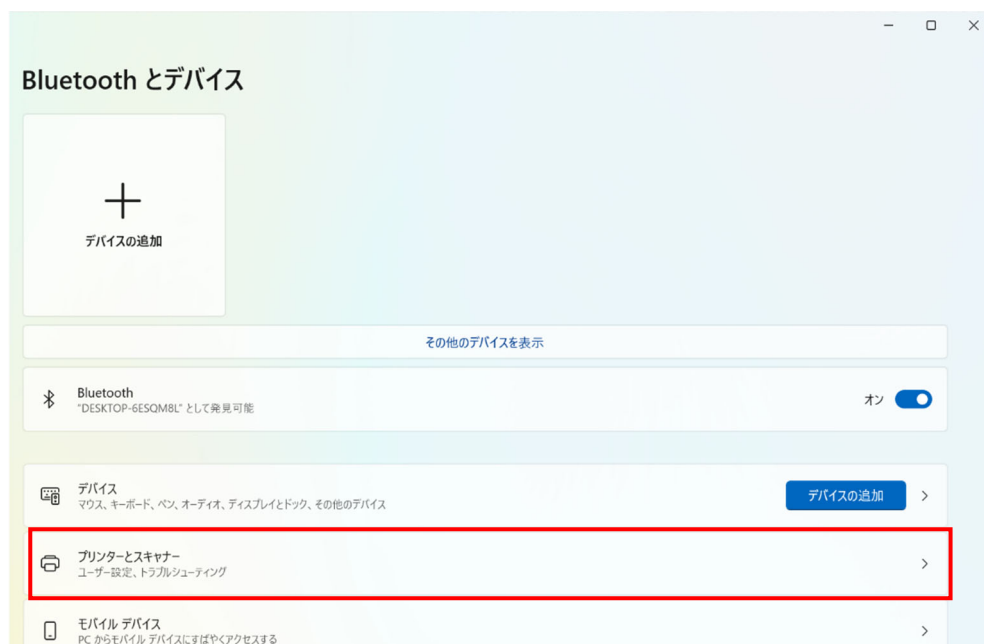 Bluetooth とデバイス
デバイスの追加
その他のデバイスを表示
Bluetooth
"DESKTOP-6ESQM8L" として発見可能
オン
デバイス
マウス、キーボード、ペン、オーディオ、ディスプレイとドック、その他のデバイス
デバイスの追加
プリンターとスキャナー
ユーザー設定、トラブルシューティング
モバイル デバイス
PC からモバイル デバイスにすばやくアクセスする